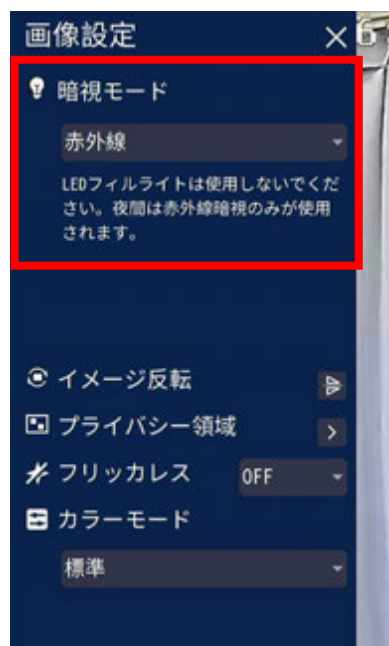 画像設定
暗視モード
赤外線
LEDフィルライトは使用しないでくだ
さい。夜間は赤外線暗視のみが使用
されます。
イメージ反転
プライバシー領域
フリッカレス OFF
カラーモード
標準